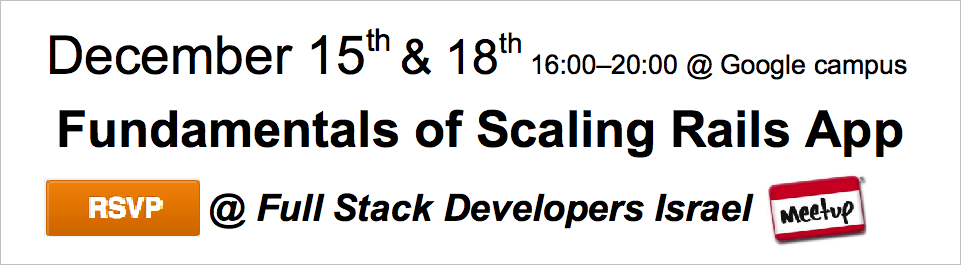 December 15th & 18th 16:00–20:00 @ Google campus
Fundamentals of Scaling Rails App
RSVP @ Full Stack Developers Israel Meetup